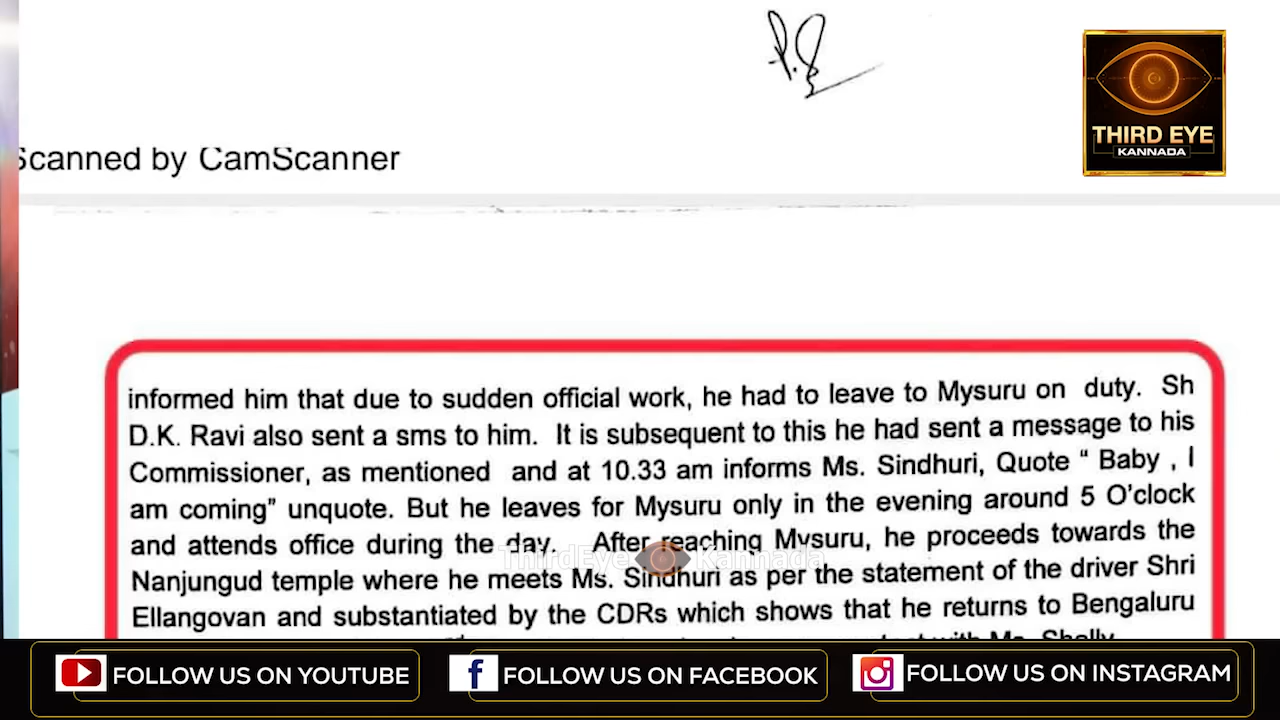 THIRD EYE
KANNADA
Scanned by CamScanner
informed him that due to sudden official work, he had to leave to Mysuru on duty. Sh
D.K. Ravi also sent a sms to him. It is subsequent to this he had sent a message to his
Commissioner, as mentioned and at 10.33 am informs Ms. Sindhuri, Quote “ Baby , I
am coming” unquote. But he leaves for Mysuru only in the evening around 5 O’clock
and attends office during the day. After reaching Mysuru, he proceeds towards the
ThirdEye Kannada
Nanjungud temple where he meets Ms. Sindhuri as per the statement of the driver Shri
Ellangovan and substantiated by the CDRs which shows that he returns to Bengaluru
with Ms. Shelly
FOLLOW US ON YOUTUBE
FOLLOW US ON FACEBOOK
FOLLOW US ON INSTAGRAM